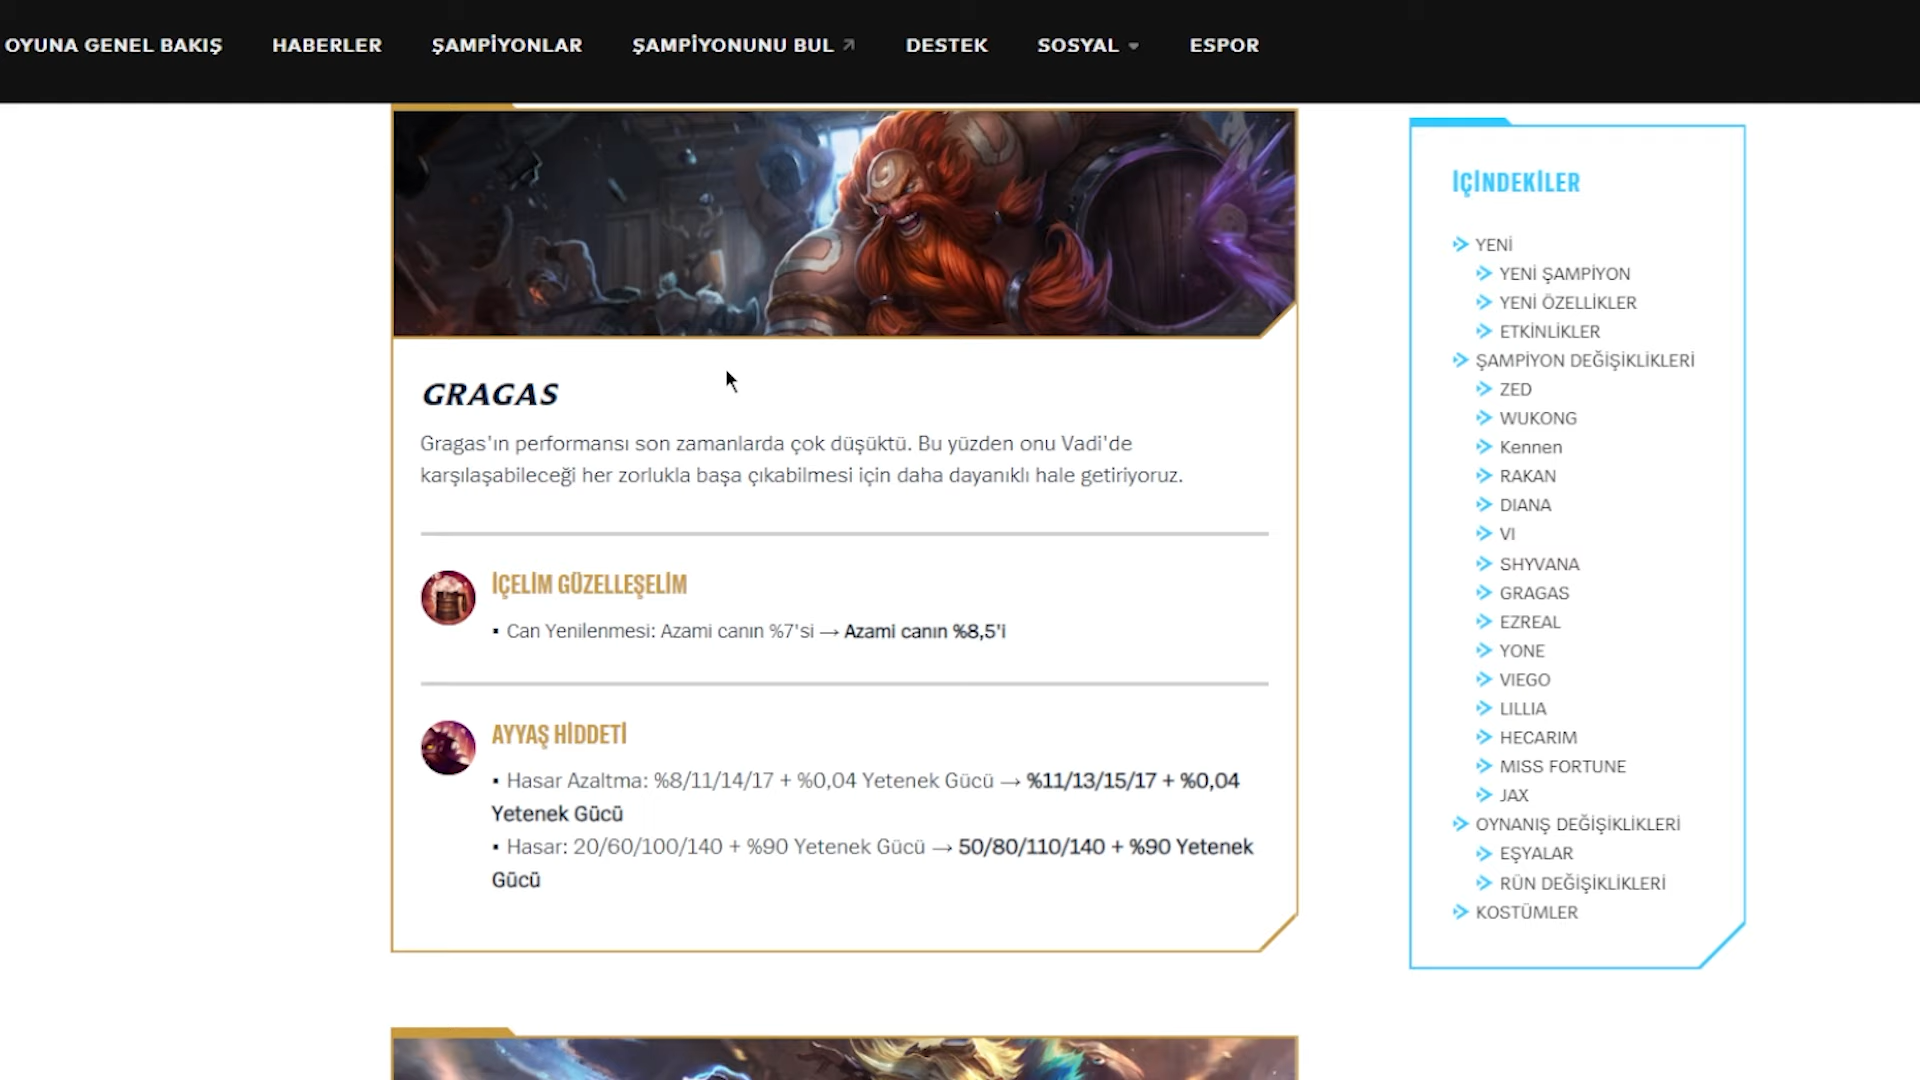 OYUNA GENEL BAKIŞ HABERLER ŞAMPİYONLAR ŞAMPİYONUNU BUL DESTEK SOSYAL ESPOR
GRAGAS
Gragas'ın performansı son zamanlarda çok düşüktü. Bu yüzden onu Vadi'de
karşılaşabileceği her zorlukla başa çıkabilmesi için daha dayanıklı hale getiriyoruz.
İÇELİM GÜZELLEŞELİM
▪ Can Yenilenmesi: Azami canın %7'si → Azami canın %8,5'i
AYYAŞ HİDDETİ
▪ Hasar Azaltma: %8/11/14/17 + %0,04 Yetenek Gücü → %11/13/15/17 + %0,04
Yetenek Gücü
▪ Hasar: 20/60/100/140 + %90 Yetenek Gücü → 50/80/110/140 + %90 Yetenek
Gücü
İÇİNDEKİLER
YENİ
YENİ ŞAMPİYON
YENİ ÖZELLİKLER
ETKİNLİKLER
ŞAMPİYON DEĞİŞİKLİKLERİ
ZED
WUKONG
Kennen
RAKAN
DIANA
VI
SHYVANA
GRAGAS
EZREAL
YONE
VIEGO
LILLIA
HECARIM
MISS FORTUNE
JAX
OYNANIŞ DEĞİŞİKLİKLERİ
EŞYALAR
RÜN DEĞİŞİKLİKLERİ
KOSTÜMLER